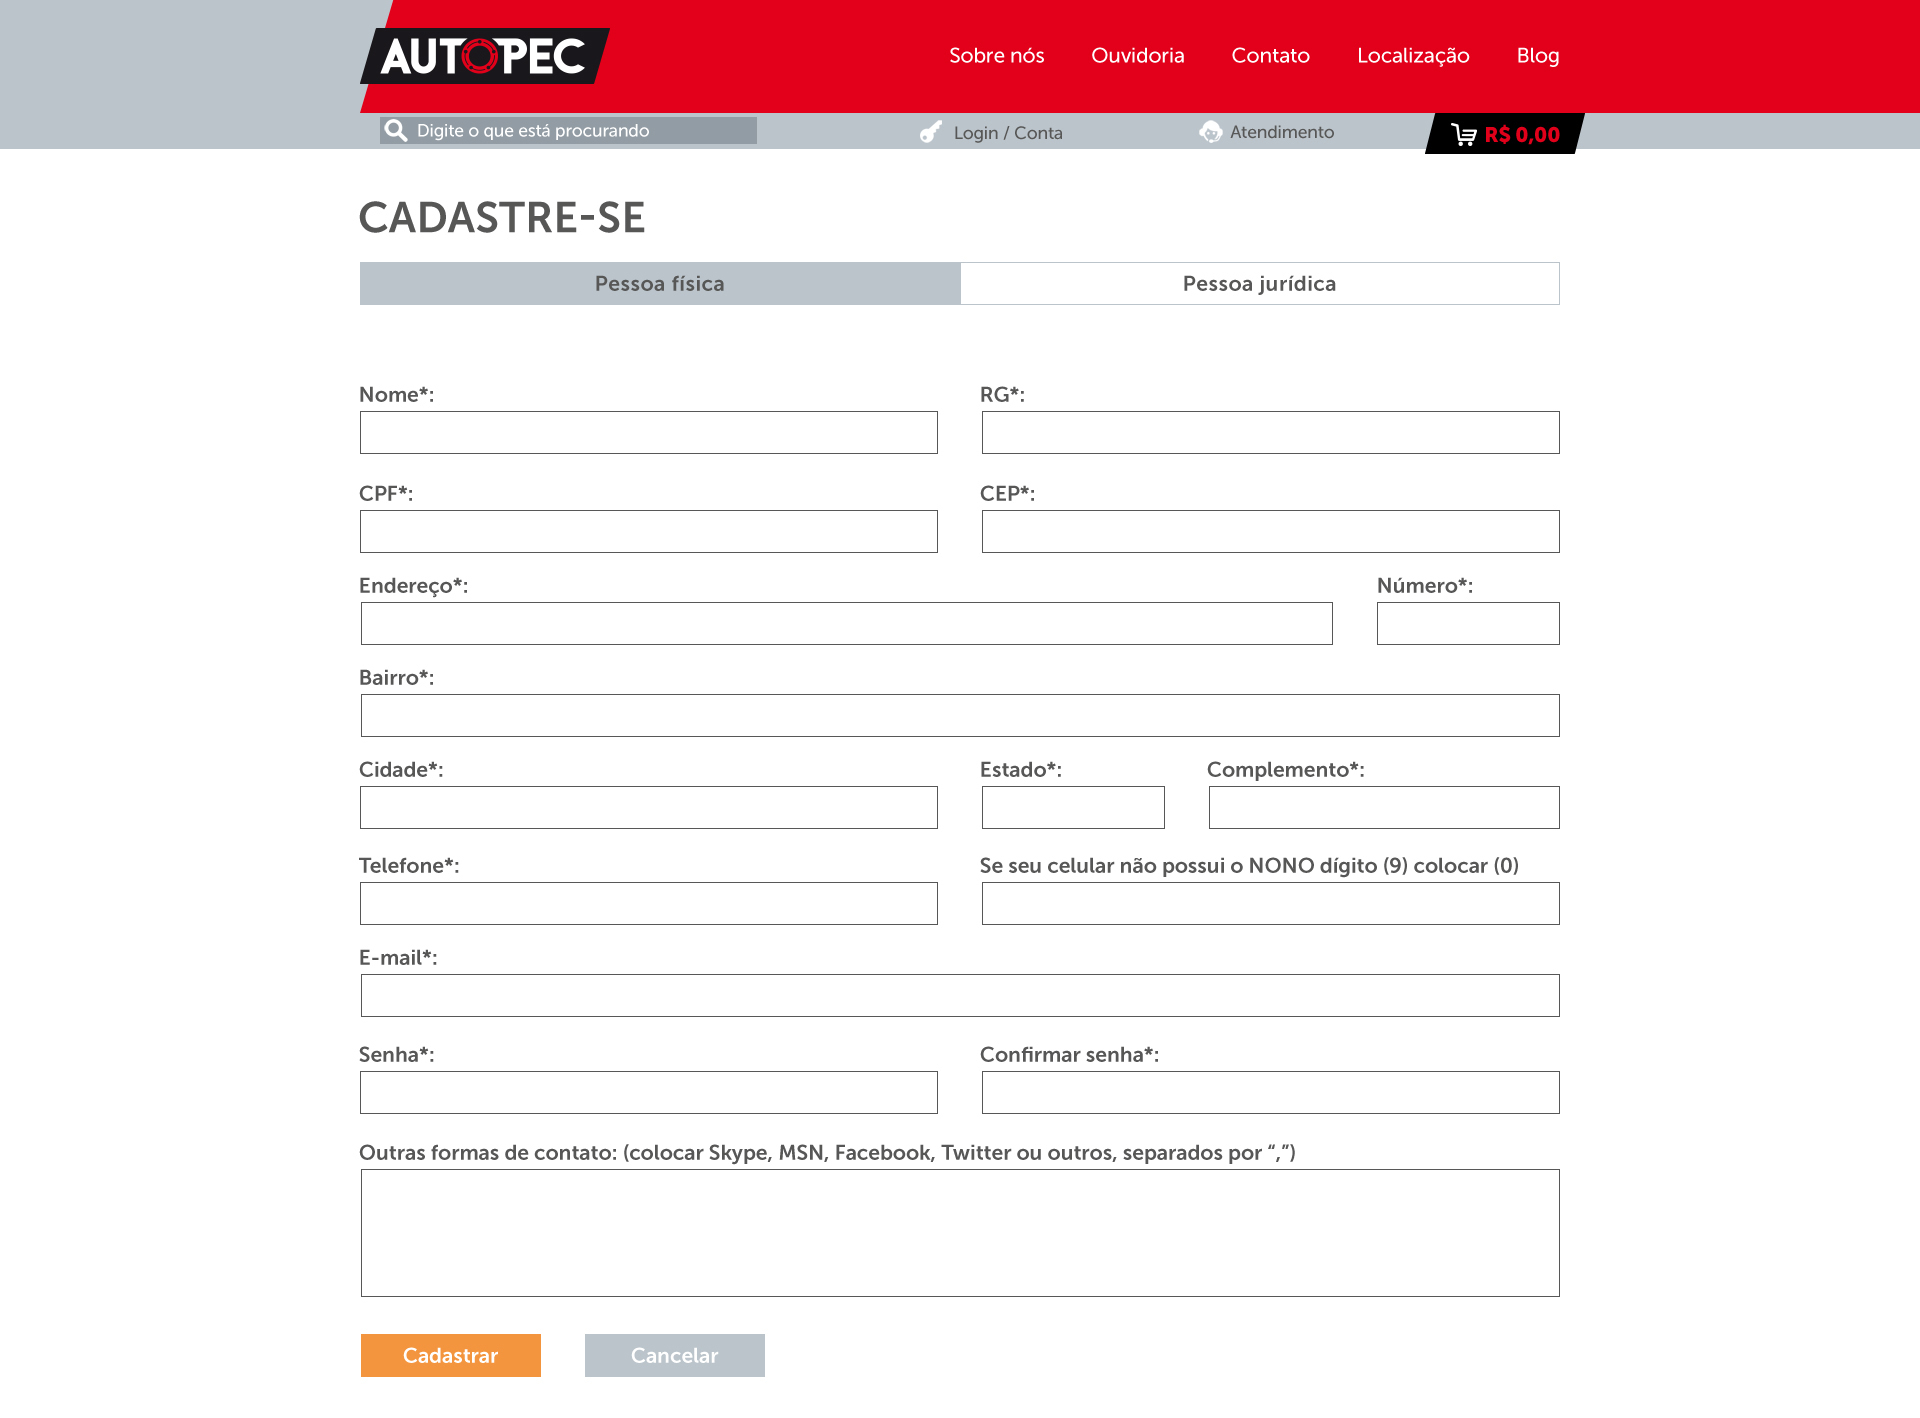 AUTOPEC
Sobre nós Ouvidoria Contato Localização Blog
Digite o que está procurando Login / Conta Atendimento R$ 0,00
CADASTRE-SE
Pessoa física Pessoa jurídica
Nome*: RG*:
CPF*: CEP*:
Endereço*: Número*:
Bairro*:
Cidade*: Estado*: Complemento*:
Telefone*: Se seu celular não possui o NONO dígito (9) colocar (0)
E-mail*:
Senha*: Confirmar senha*:
Outras formas de contato: (colocar Skype, MSN, Facebook, Twitter ou outros, separados por “,”)
Cadastrar Cancelar